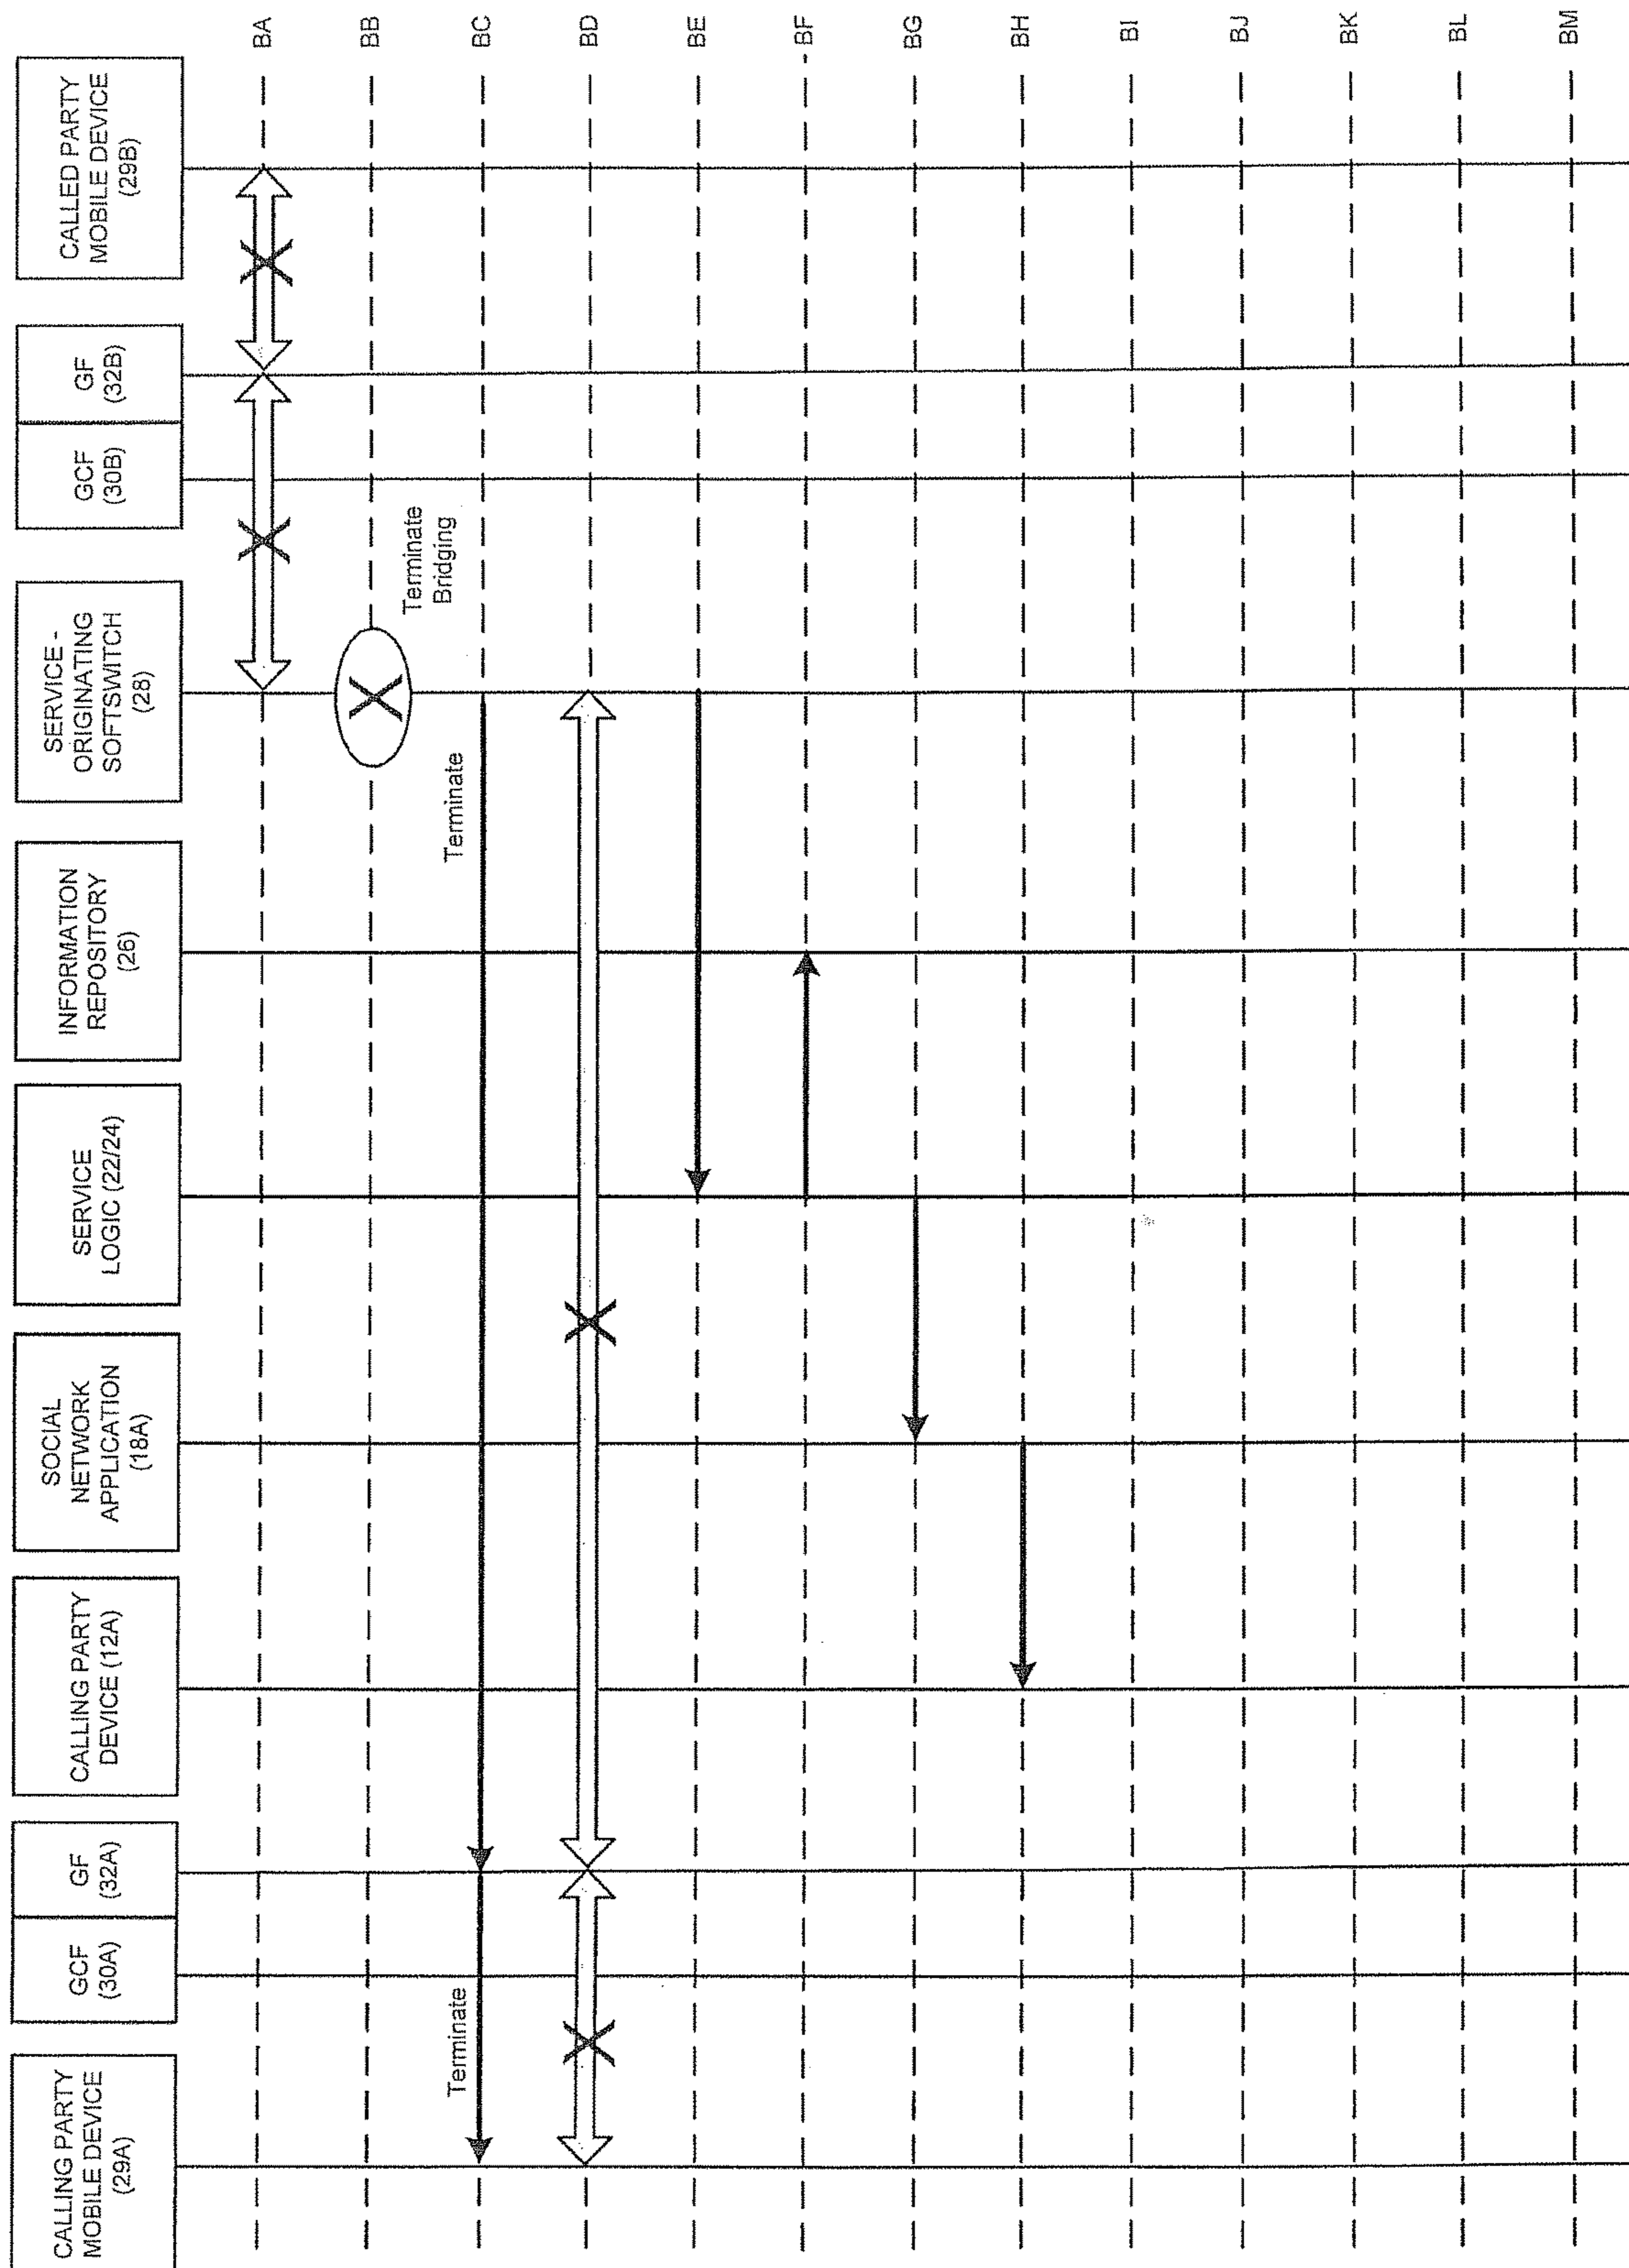 CALLING PARTY
MOBILE DEVICE
(29A)
GCF
(30A)
GF
(32A)
CALLING PARTY
DEVICE (12A)
SOCIAL
NETWORK
APPLICATION
(18A)
SERVICE
LOGIC (22/24)
INFORMATION
REPOSITORY
(26)
SERVICE -
ORIGINATING
SOFTSWITCH
(28)
GCF
(30B)
GF
(32B)
CALLED PARTY
MOBILE DEVICE
(29B)
BA
BB
Terminate
Bridging
Terminate
Terminate
BC
BD
BE
BF
BG
BH
BI
BJ
BK
BL
BM